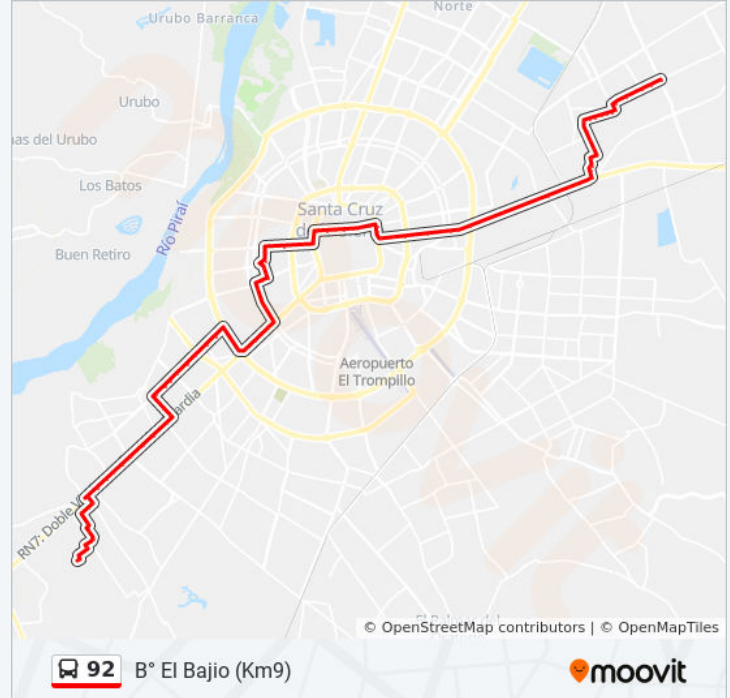 Urubo Barranca
Norte
Urubo
as del Urubo
Los Batos
Río Piraí
Santa Cruz
Buen Retiro
Aeropuerto
El Trompillo
ardia
RN7: Doble V
© OpenStreetMap contributors | © OpenMapTiles
92 B° El Bajio (Km9)
moovit